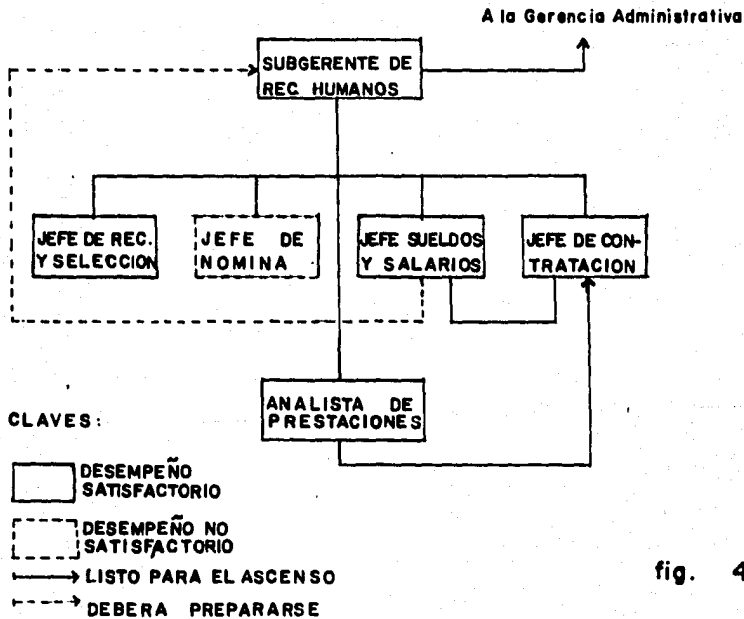 A la Gerencia Administrativa
SUBGERENTE DE
REC. HUMANOS
JEFE DE REC.
Y SELECCION
JEFE DE
NOMINA
JEFE SUELDOS
Y SALARIOS
JEFE DE CON-
TRATACION
ANALISTA DE
PRESTACIONES
CLAVES:
DESEMPEÑO
SATISFACTORIO
DESEMPEÑO NO
SATISFACTORIO
LISTO PARA EL ASCENSO
DEBERA PREPARARSE
fig. 4